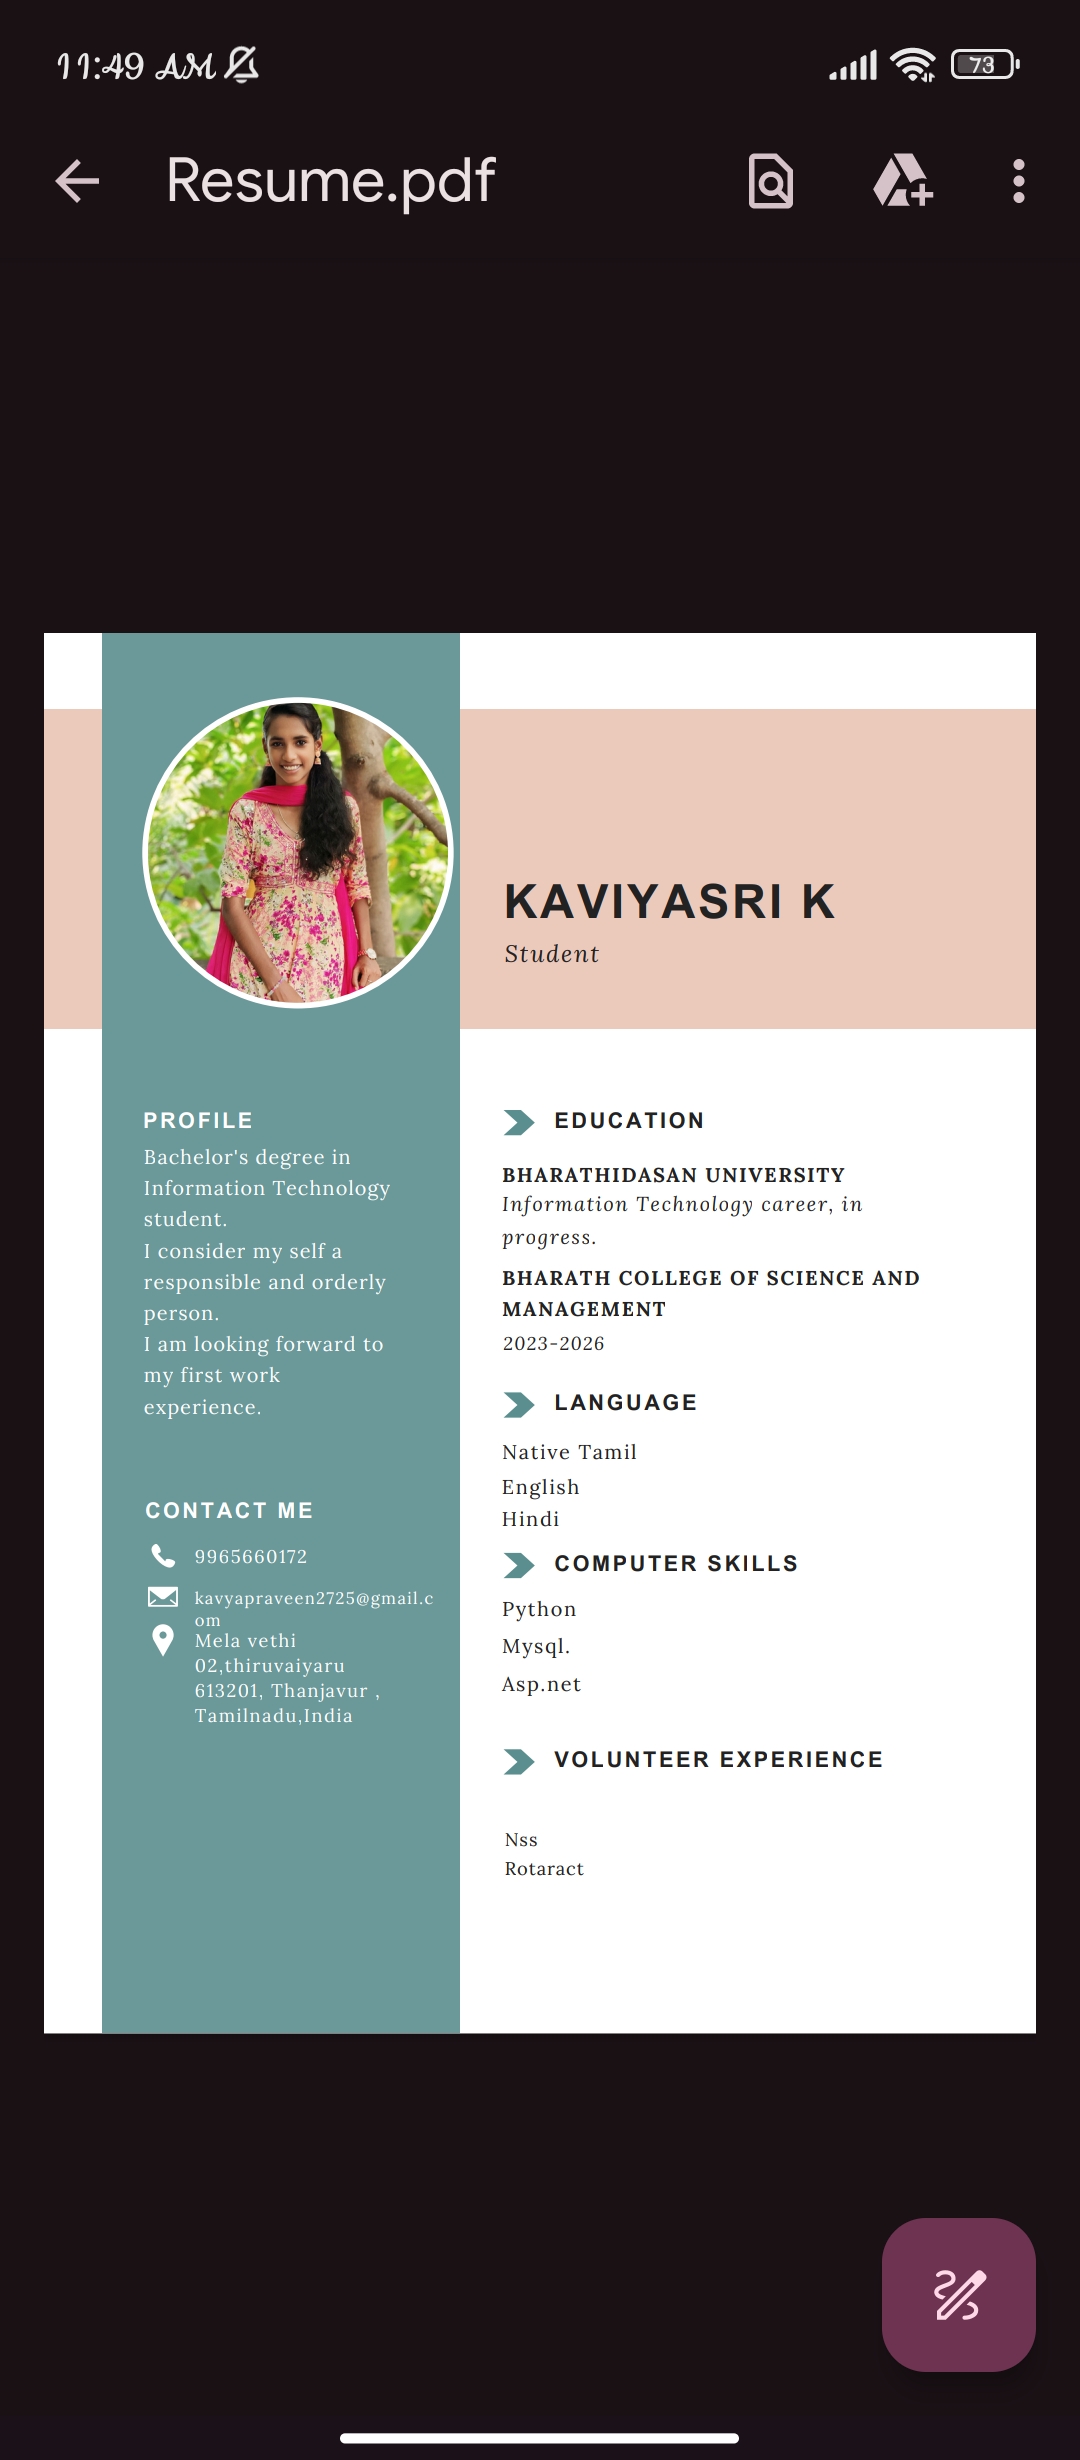 11:49 AM
73
Resume.pdf
KAVIYASRI K
Student
PROFILE
Bachelor's degree in
Information Technology
student.
I consider my self a
responsible and orderly
person.
I am looking forward to
my first work
experience.
CONTACT ME
9965660172
kavyapraveen2725@gmail.c
om
Mela vethi
02,thiruvaiyaru
613201, Thanjavur ,
Tamilnadu,India
EDUCATION
BHARATHIDASAN UNIVERSITY
Information Technology career, in
progress.
BHARATH COLLEGE OF SCIENCE AND
MANAGEMENT
2023-2026
LANGUAGE
Native Tamil
English
Hindi
COMPUTER SKILLS
Python
Mysql.
Asp.net
VOLUNTEER EXPERIENCE
Nss
Rotaract